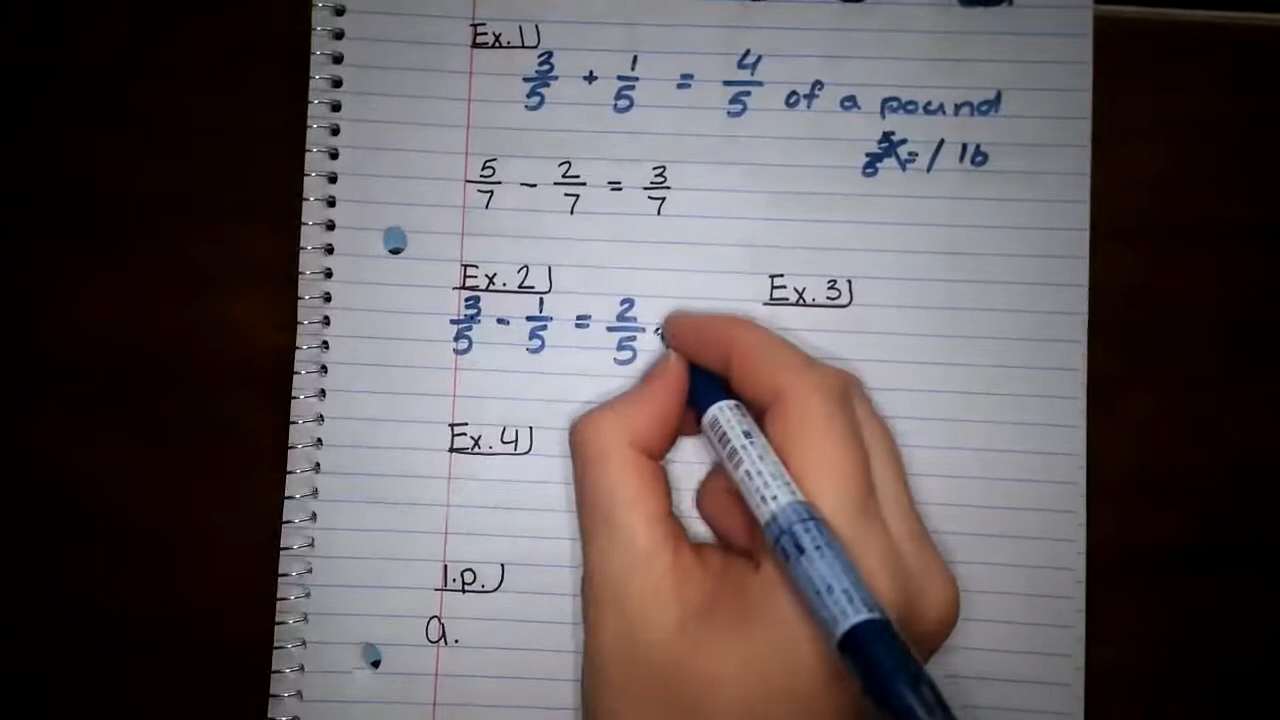 Ex. 1)
3/5 + 1/5 = 4/5 of a pound
= 1 lb
5/7 - 2/7 = 3/7
Ex. 2)
Ex. 3)
3/5 - 1/5 = 2/5
Ex. 4)
1.p.)
a.